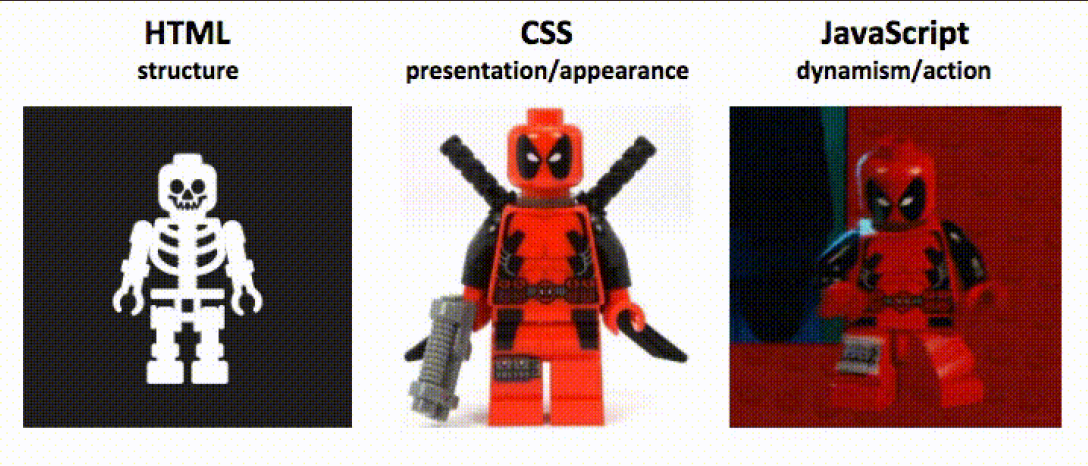 HTML
structure
CSS
presentation/appearance
JavaScript
dynamism/action